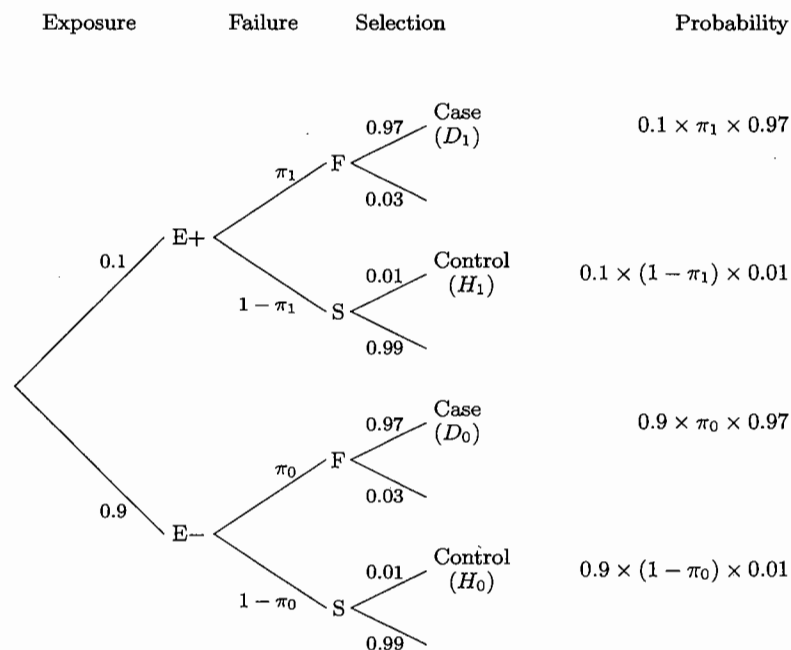 Exposure Failure Selection Probability
0.97 Case (D₁) 0.1 × π₁ × 0.97
π₁ F
0.03
E+
0.1
0.01 Control (H₁) 0.1 × (1 − π₁) × 0.01
1 − π₁ S
0.99
0.97 Case (D₀) 0.9 × π₀ × 0.97
π₀ F
0.03
0.9
E−
0.01 Control (H₀) 0.9 × (1 − π₀) × 0.01
1 − π₀ S
0.99